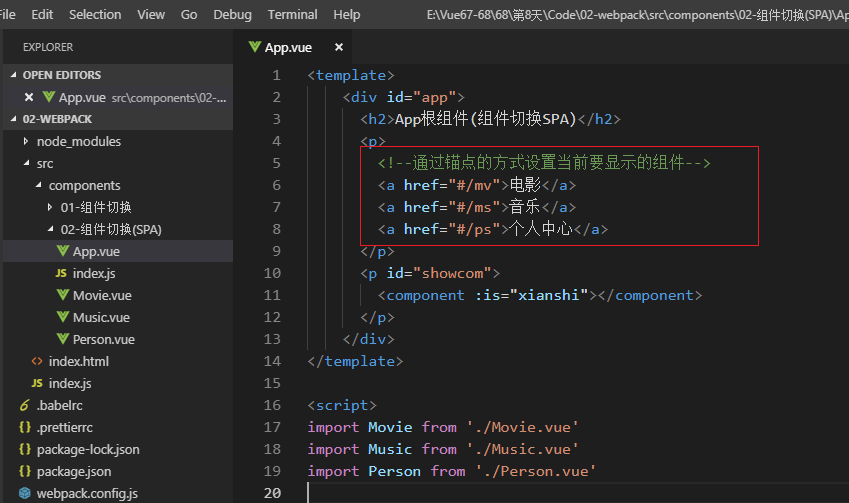 File Edit Selection View Go Debug Terminal Help E:\Vue67-68\68\第8天\Code\02-webpack\src\components\02-组件切换(SPA)\Ap
EXPLORER
OPEN EDITORS
App.vue src\components\02-...
02-WEBPACK
node_modules
src
components
01-组件切换
02-组件切换(SPA)
App.vue
index.js
Movie.vue
Music.vue
Person.vue
index.html
index.js
.babelrc
.prettierrc
package-lock.json
package.json
webpack.config.js
App.vue
1 <template>
2 <div id="app">
3 <h2>App根组件(组件切换SPA)</h2>
4 <p>
5 <!--通过锚点的方式设置当前要显示的组件-->
6 <a href="#/mv">电影</a>
7 <a href="#/ms">音乐</a>
8 <a href="#/ps">个人中心</a>
9 </p>
10 <p id="showcom">
11 <component :is="xianshi"></component>
12 </p>
13 </div>
14 </template>
15
16 <script>
17 import Movie from './Movie.vue'
18 import Music from './Music.vue'
19 import Person from './Person.vue'
20